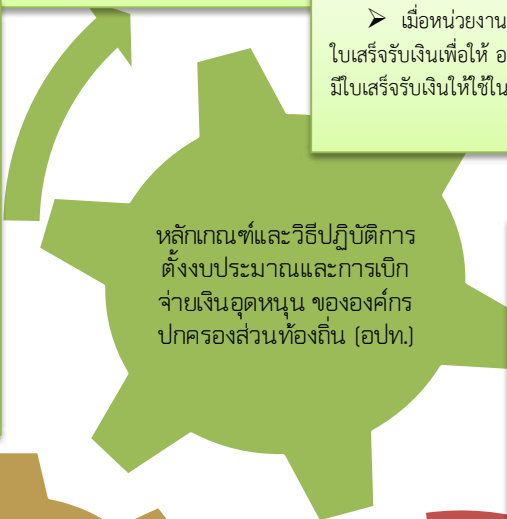 ➢ เมื่อหน่วยงาน
ใบเสร็จรับเงินเพื่อให้ อ
มีใบเสร็จรับเงินให้ใช้ใน
หลักเกณฑ์และวิธีปฏิบัติการ
ตั้งงบประมาณและการเบิก
จ่ายเงินอุดหนุน ขององค์กร
ปกครองส่วนท้องถิ่น (อปท.)